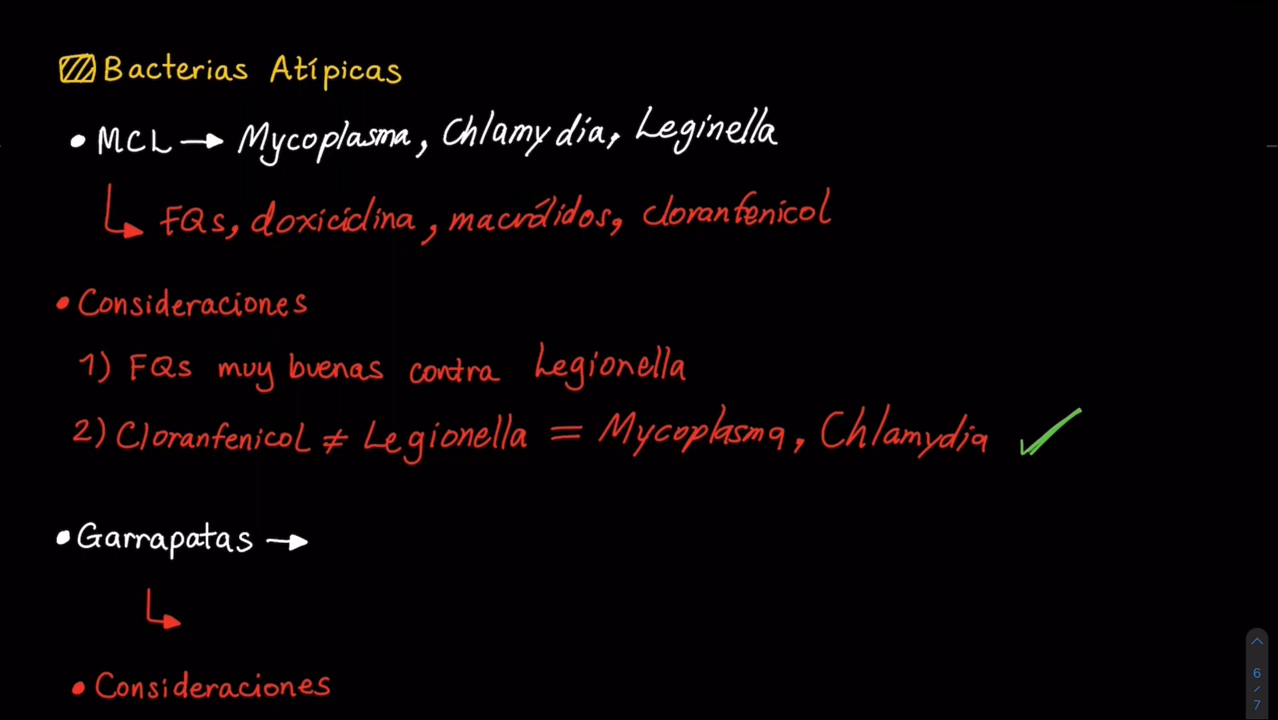 Bacterias Atípicas
• MCL → Mycoplasma, Chlamydia, Leginella
↳ FQs, doxiciclina, macrólidos, cloranfenicol
• Consideraciones
1) FQs muy buenas contra Legionella
2) Cloranfenicol ≠ Legionella = Mycoplasma, Chlamydia ✓
• Garrapatas →
↳
• Consideraciones
6
/
7